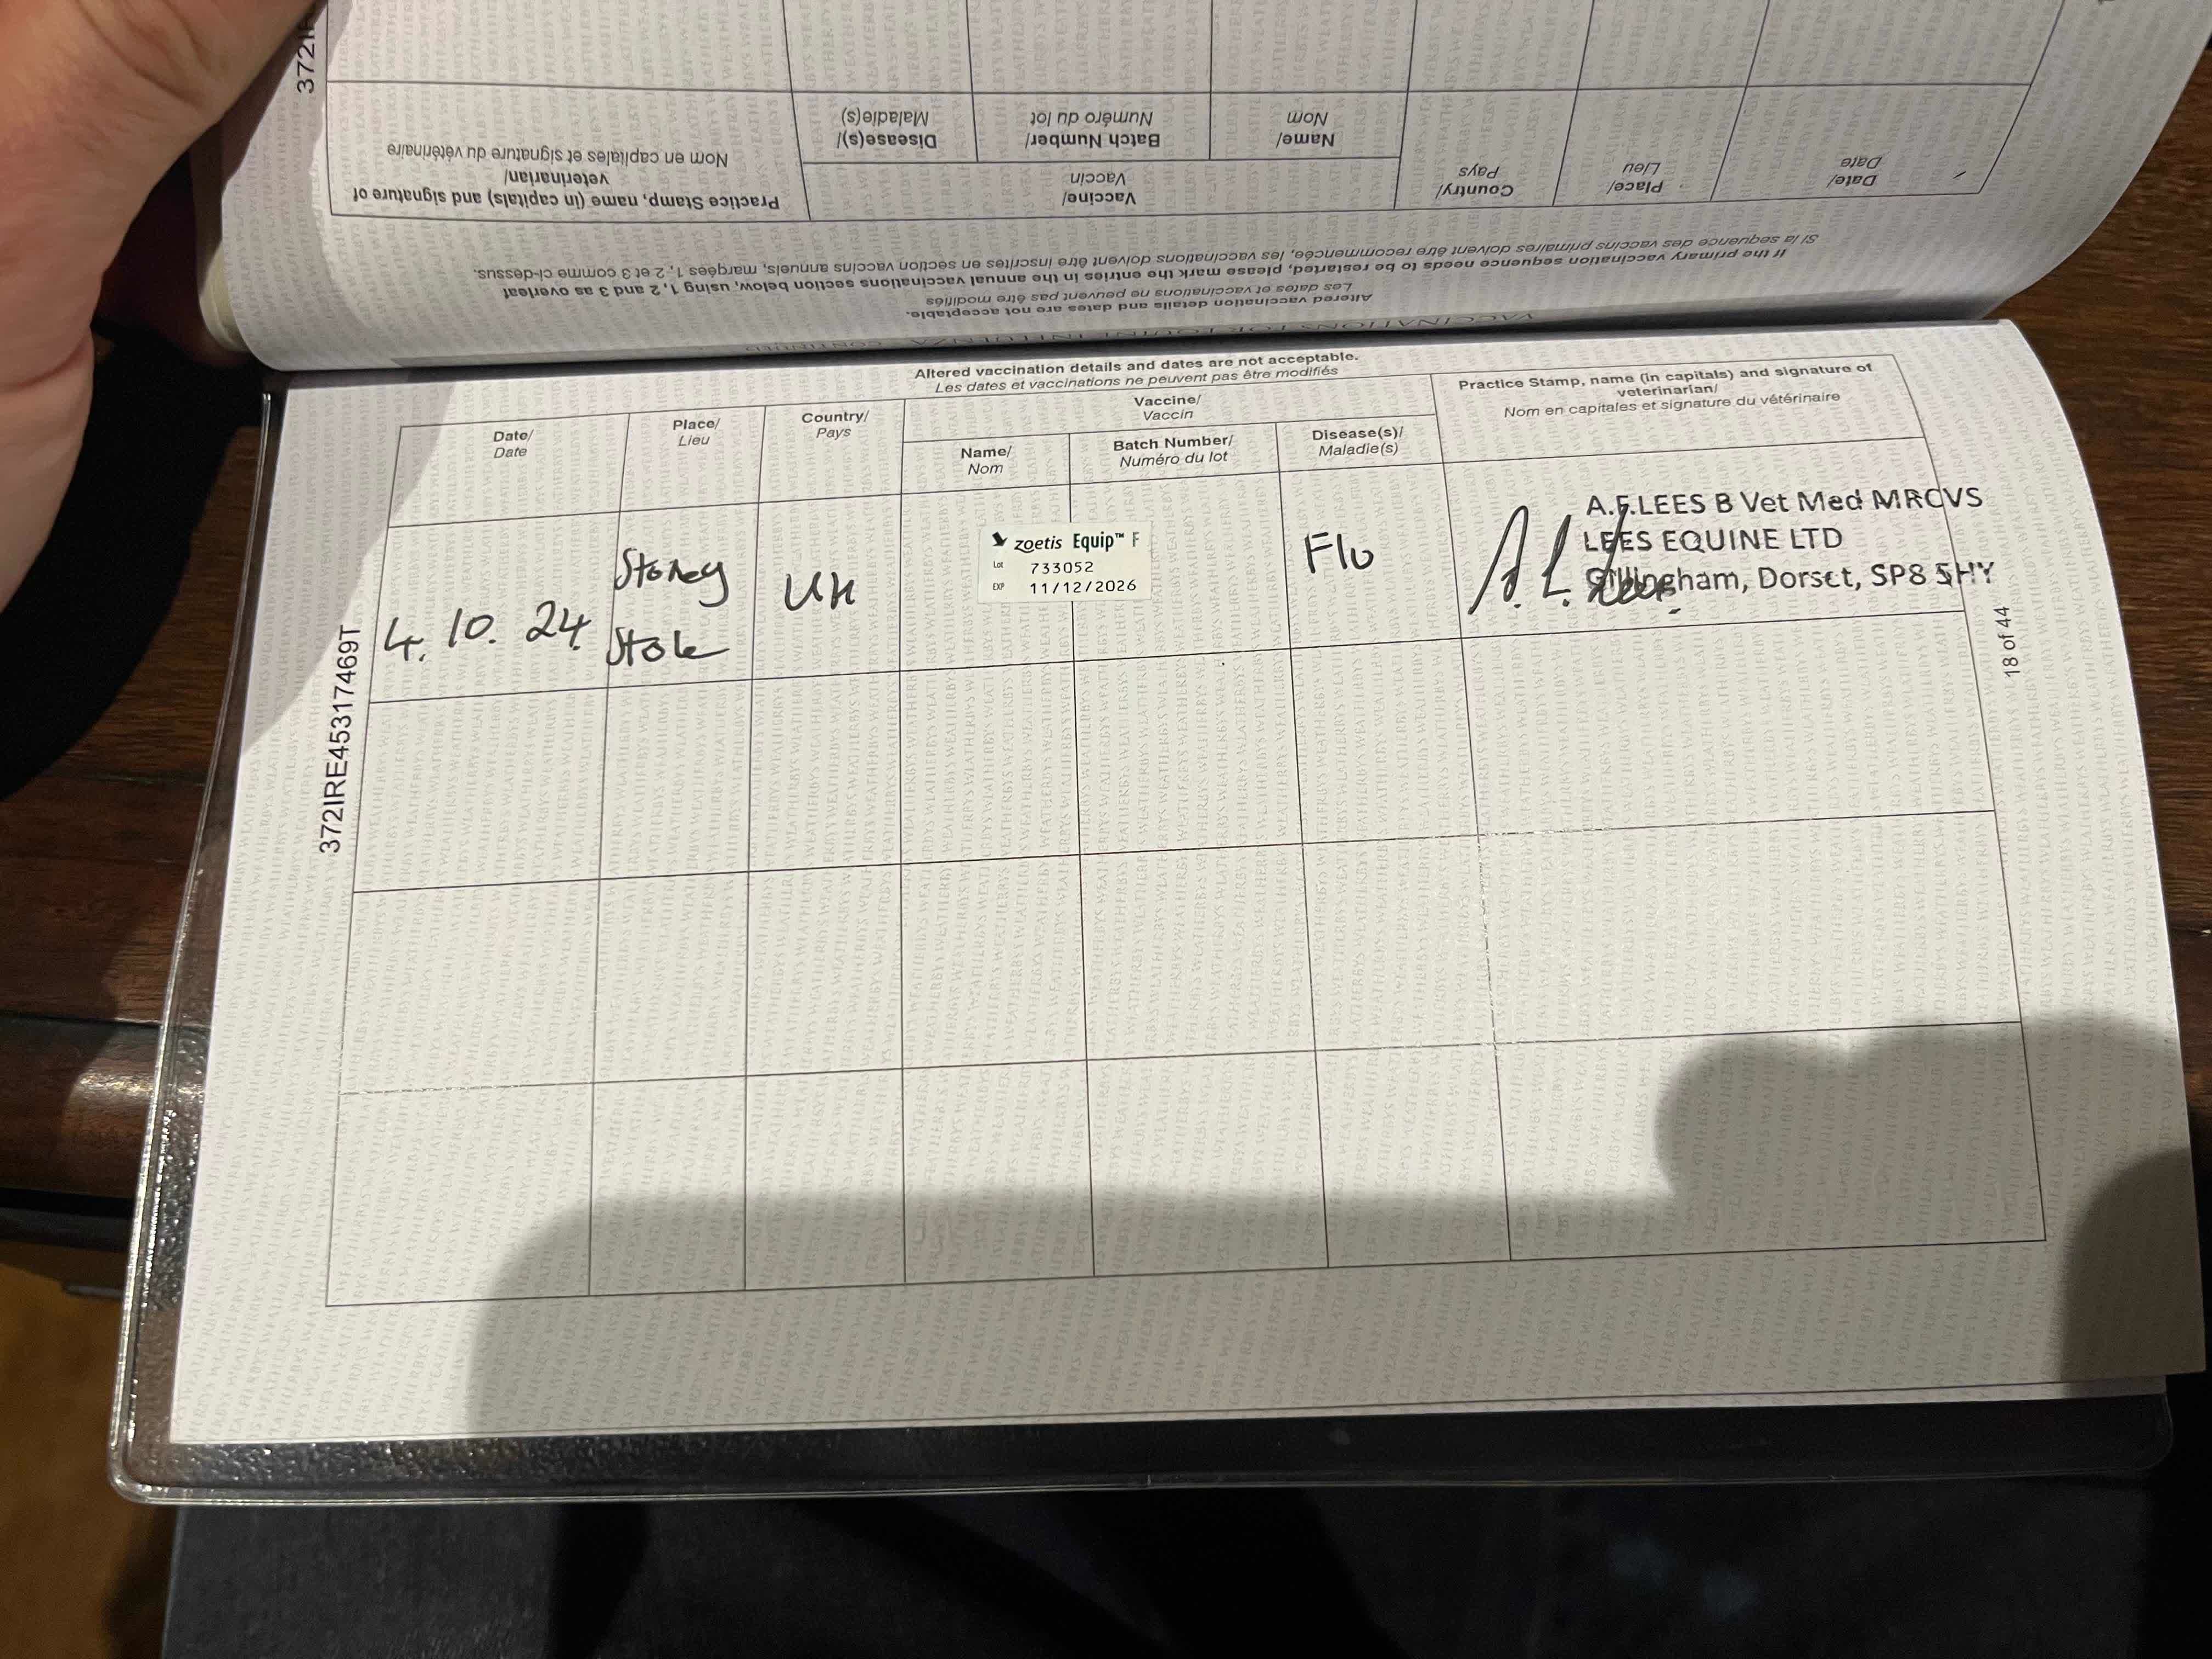 372IR
Practice Stamp, name (in capitals) and signature of
veterinarian/
Nom en capitales et signature du vétérinaire
Vaccine/
Vaccin
Disease(s)/
Maladie(s)
Batch Number/
Numéro du lot
Name/
Nom
Country/
Pays
Place/
Lieu
Date/
Date
Altered vaccination details and dates are not acceptable.
Les dates et vaccinations ne peuvent pas être modifiés
If the primary vaccination sequence needs to be restarted, please mark the entries in the annual vaccinations section below, using 1, 2 and 3 as overleaf
Si la sequence des vaccins primaires doivent être recommencée, les vaccinations doivent être inscrites en section vaccins annuels, margées 1, 2 et 3 comme ci-dessus.
Altered vaccination details and dates are not acceptable.
Les dates et vaccinations ne peuvent pas être modifiés
Date/
Date
Place/
Lieu
Country/
Pays
Vaccine/
Vaccin
Name/
Nom
Batch Number/
Numéro du lot
Disease(s)/
Maladie(s)
Practice Stamp, name (in capitals) and signature of
veterinarian/
Nom en capitales et signature du vétérinaire
4. 10. 24.
Stoney
Stoke
UK
zoetis Equip™ F
Lot 733052
EXP 11/12/2026
Flu
A.F.LEES B Vet Med MRCVS
LEES EQUINE LTD
Gillingham, Dorset, SP8 5HY
A. L. Lees.
372IRE45317469T
18 of 44